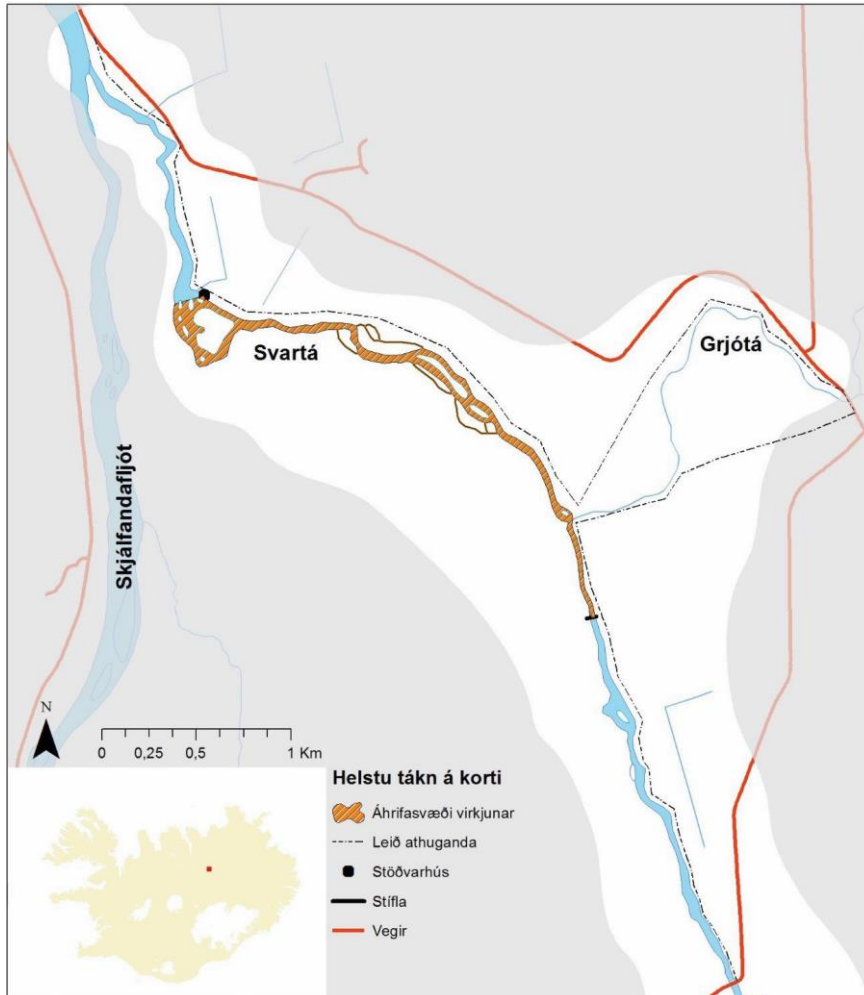 Svartá
Grjótá
Skjálfandafljót
N
0 0,25 0,5 1 Km
Helstu tákn á korti
Áhrifasvæði virkjunar
Leið athuganda
Stöðvarhús
Stífla
Vegir